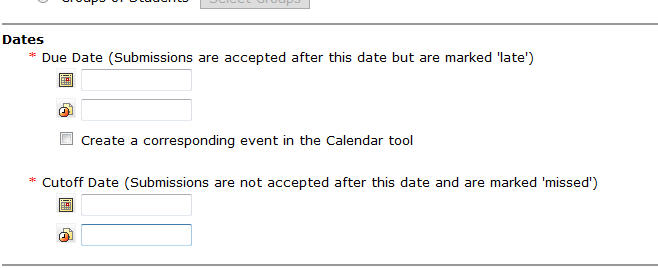 Groups of Students Select Groups
Dates
* Due Date (Submissions are accepted after this date but are marked 'late')
Create a corresponding event in the Calendar tool
* Cutoff Date (Submissions are not accepted after this date and are marked 'missed')